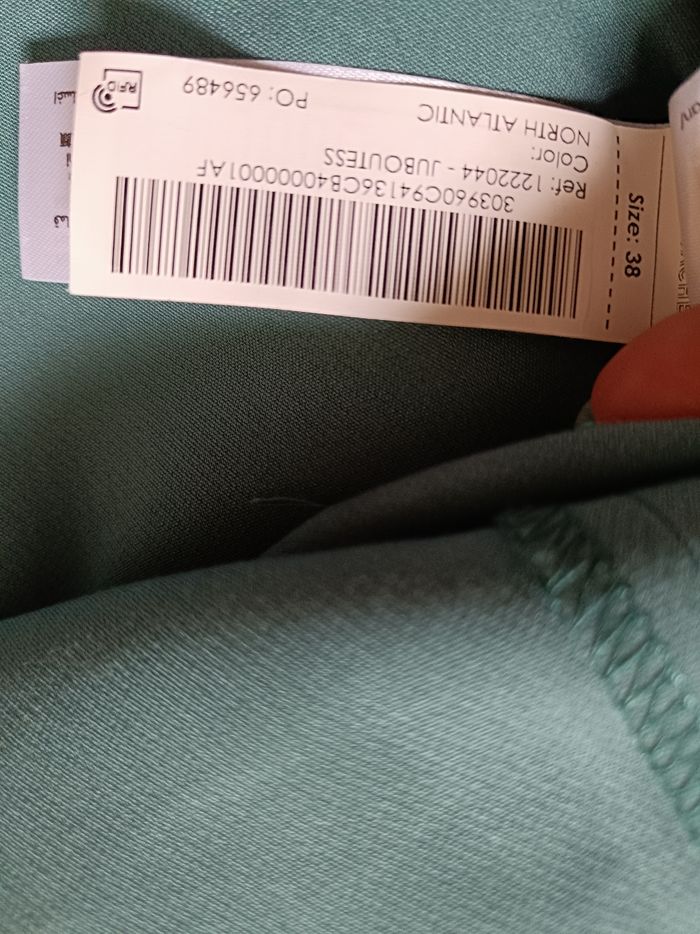 303960C94136CB40000001AF
Ref: 1222044 - JUBOUTESS
Color:
NORTH ATLANTIC
PO: 656489
RFID
Size: 38